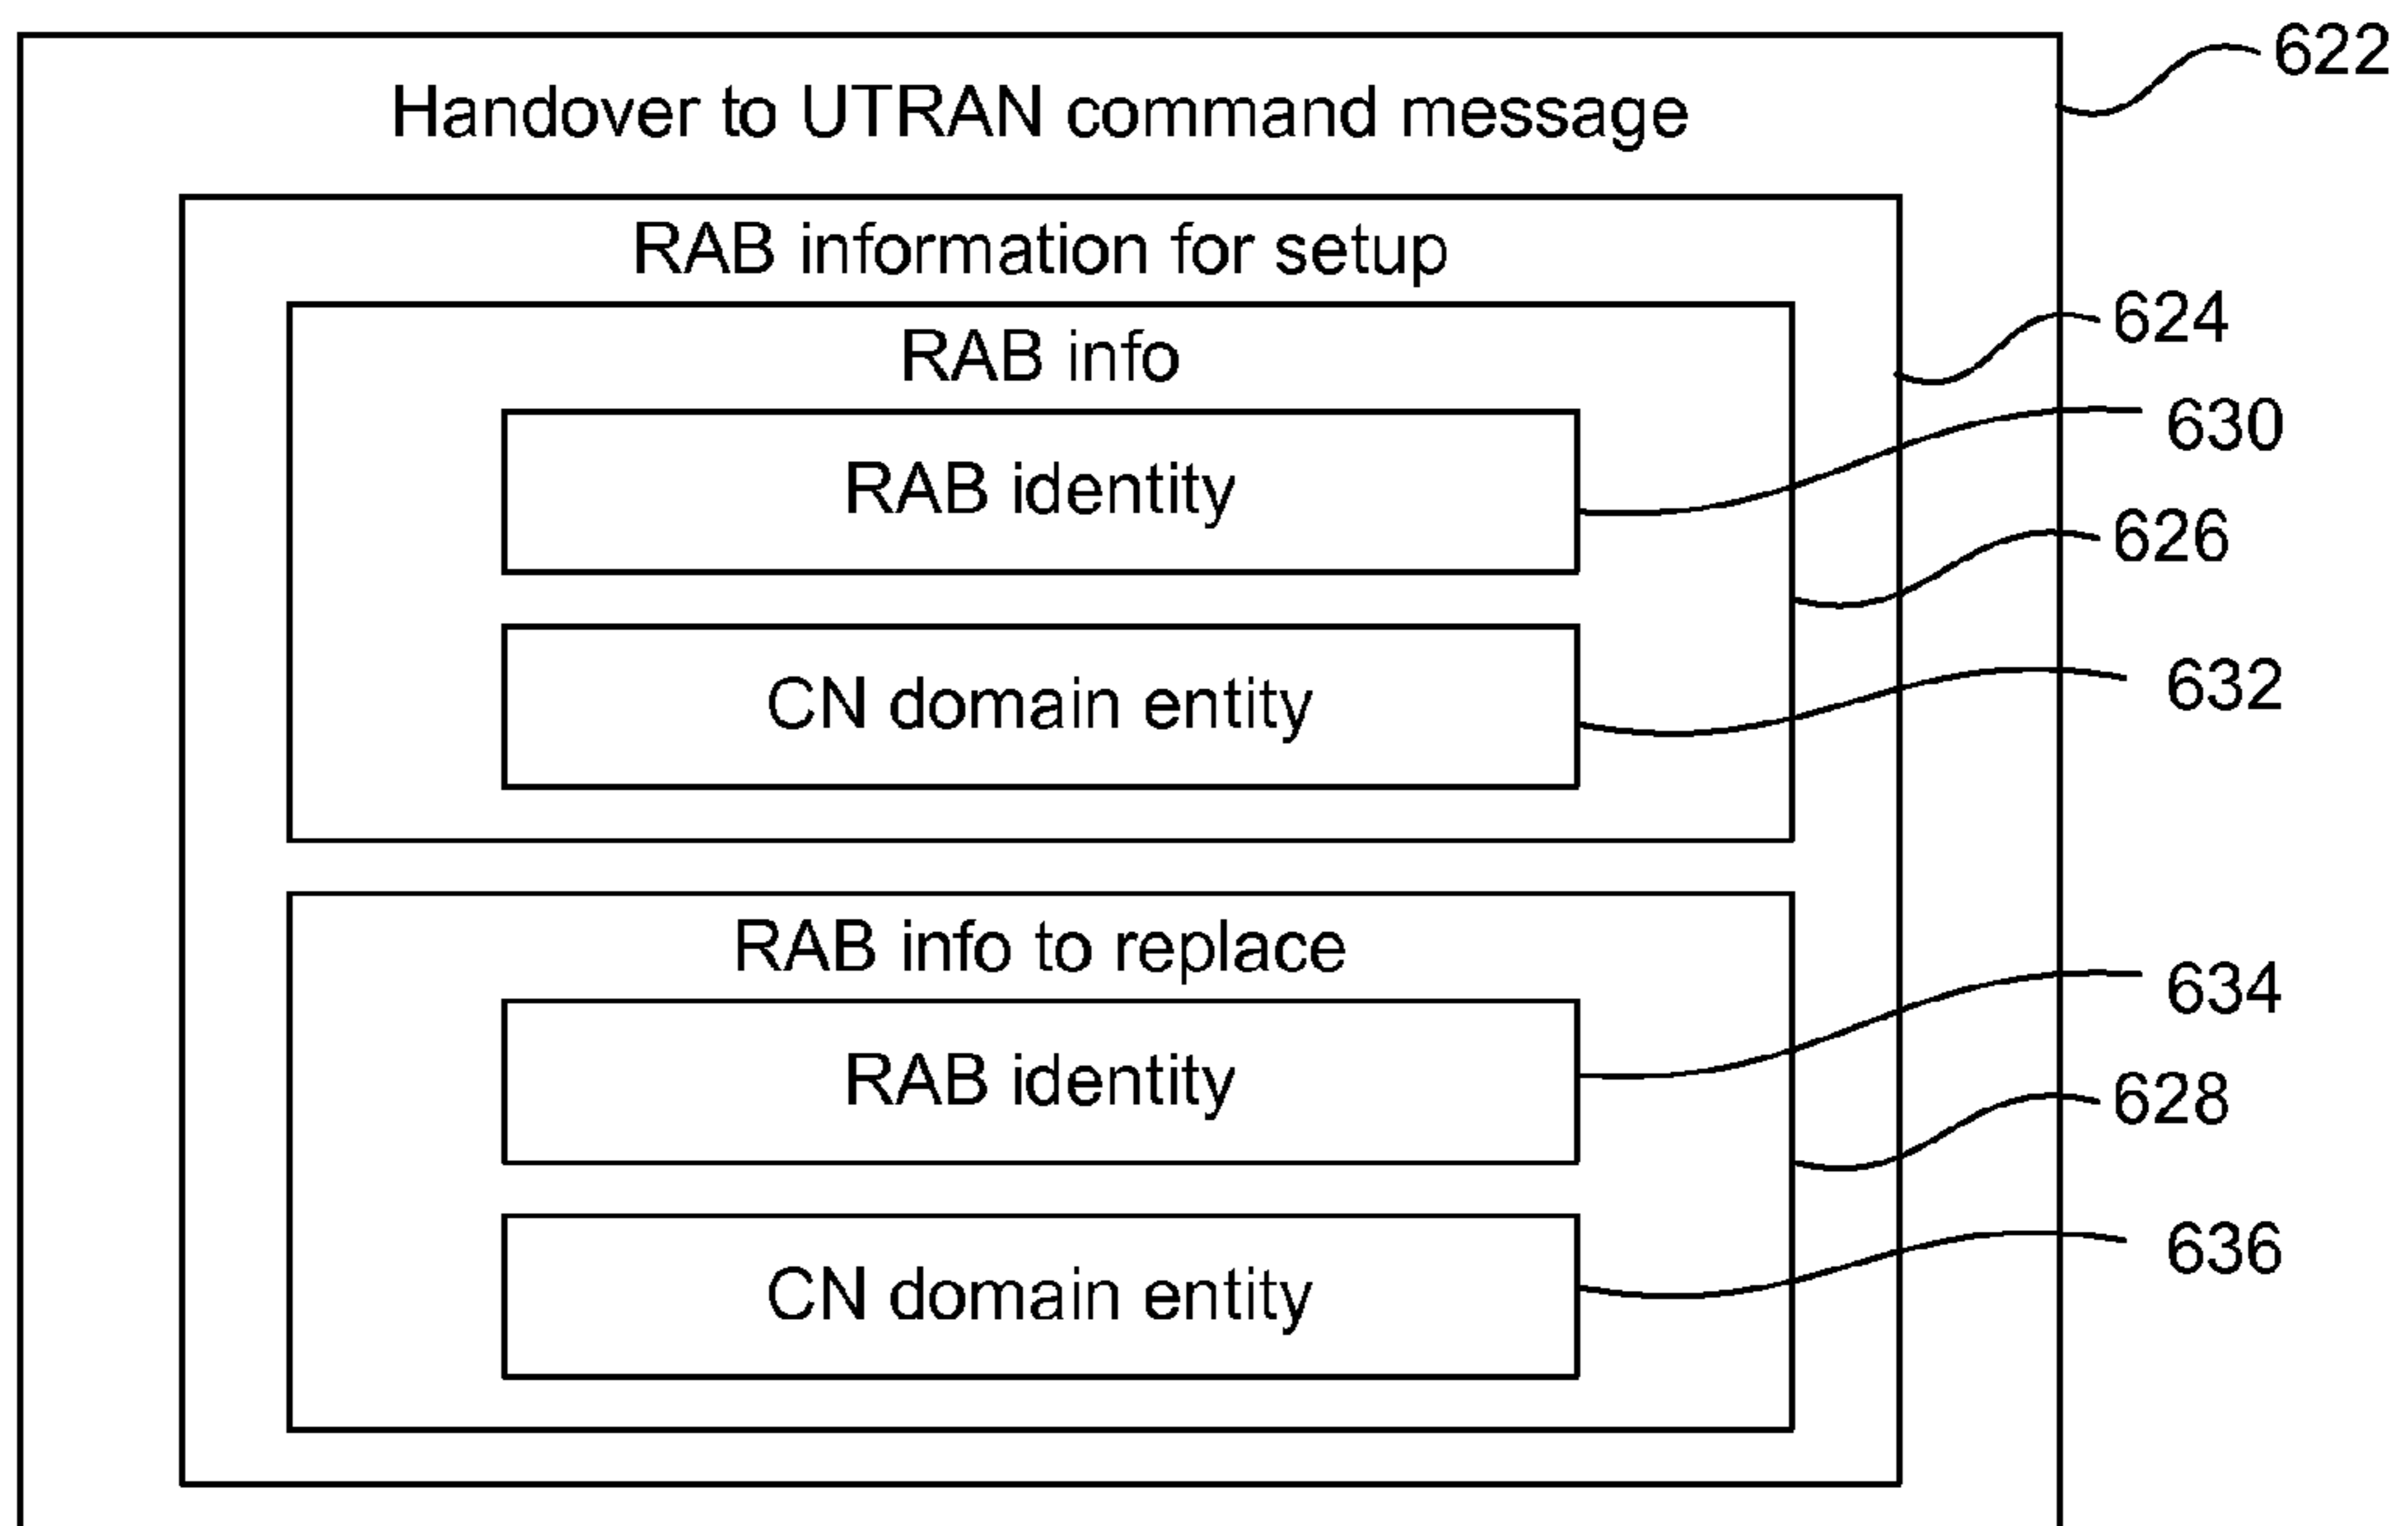 622
Handover to UTRAN command message
RAB information for setup
624
RAB info
630
RAB identity
626
632
CN domain entity
RAB info to replace
634
RAB identity
628
636
CN domain entity